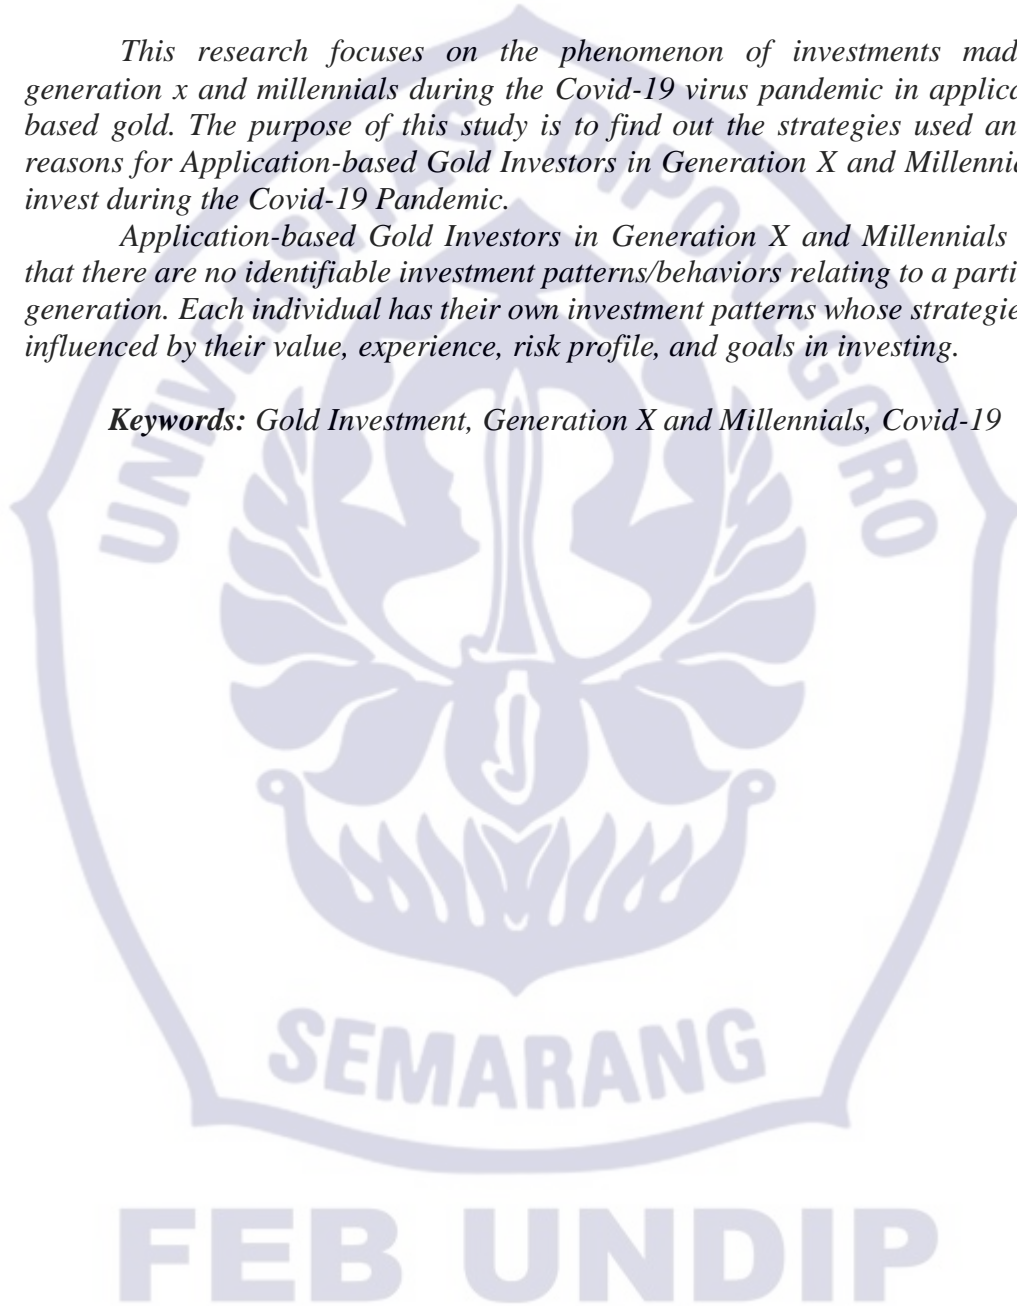 This research focuses on the phenomenon of investments mad
generation x and millennials during the Covid-19 virus pandemic in applica
based gold. The purpose of this study is to find out the strategies used an
reasons for Application-based Gold Investors in Generation X and Millennia
invest during the Covid-19 Pandemic.
Application-based Gold Investors in Generation X and Millennials
that there are no identifiable investment patterns/behaviors relating to a parti
generation. Each individual has their own investment patterns whose strategie
influenced by their value, experience, risk profile, and goals in investing.
Keywords: Gold Investment, Generation X and Millennials, Covid-19
UNIVERSITAS DIPONEGORO
SEMARANG
FEB UNDIP